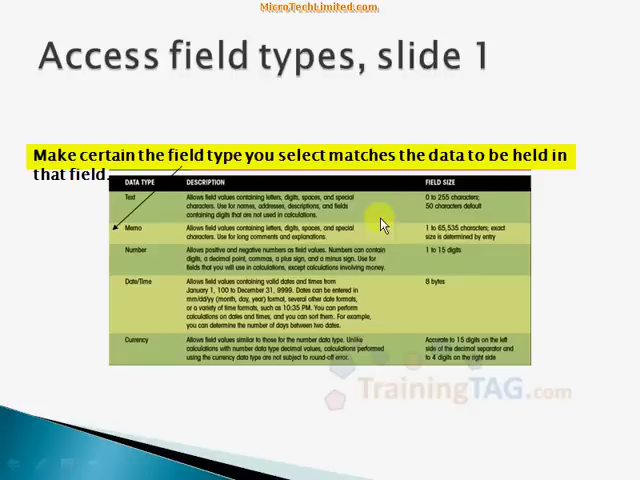 MicroTechLimited.com
Access field types, slide 1
Make certain the field type you select matches the data to be held in
that field.
DATA TYPE DESCRIPTION FIELD SIZE
Text Allows field values containing letters, digits, spaces, and special 0 to 255 characters;
characters. Use for names, addresses, descriptions, and fields 50 characters default
containing digits that are not used in calculations.
Memo Allows field values containing letters, digits, spaces, and special 1 to 65,535 characters; exact
characters. Use for long comments and explanations. size is determined by entry
Number Allows positive and negative numbers as field values. Numbers can contain 1 to 15 digits
digits, a decimal point, commas, a plus sign, and a minus sign. Use for
fields that you will use in calculations, except calculations involving money.
Date/Time Allows field values containing valid dates and times from 8 bytes
January 1, 100 to December 31, 9999. Dates can be entered in
mm/dd/yy (month, day, year) format, several other date formats,
or a variety of time formats, such as 10:35 PM. You can perform
calculations on dates and times, and you can sort them. For example,
you can determine the number of days between two dates.
Currency Allows field values similar to those for the number data type. Unlike Accurate to 15 digits on the left
calculations with number data type decimal values, calculations performed side of the decimal separator and
using the currency data type are not subject to round-off error. to 4 digits on the right side
TrainingTAG.com